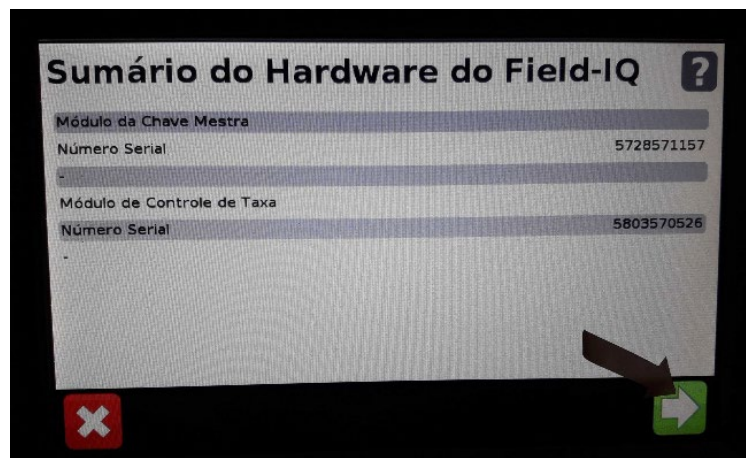 Sumário do Hardware do Field-IQ ?
Módulo da Chave Mestra
Número Serial 5728571157
-
Módulo de Controle de Taxa
Número Serial 5803570526
-